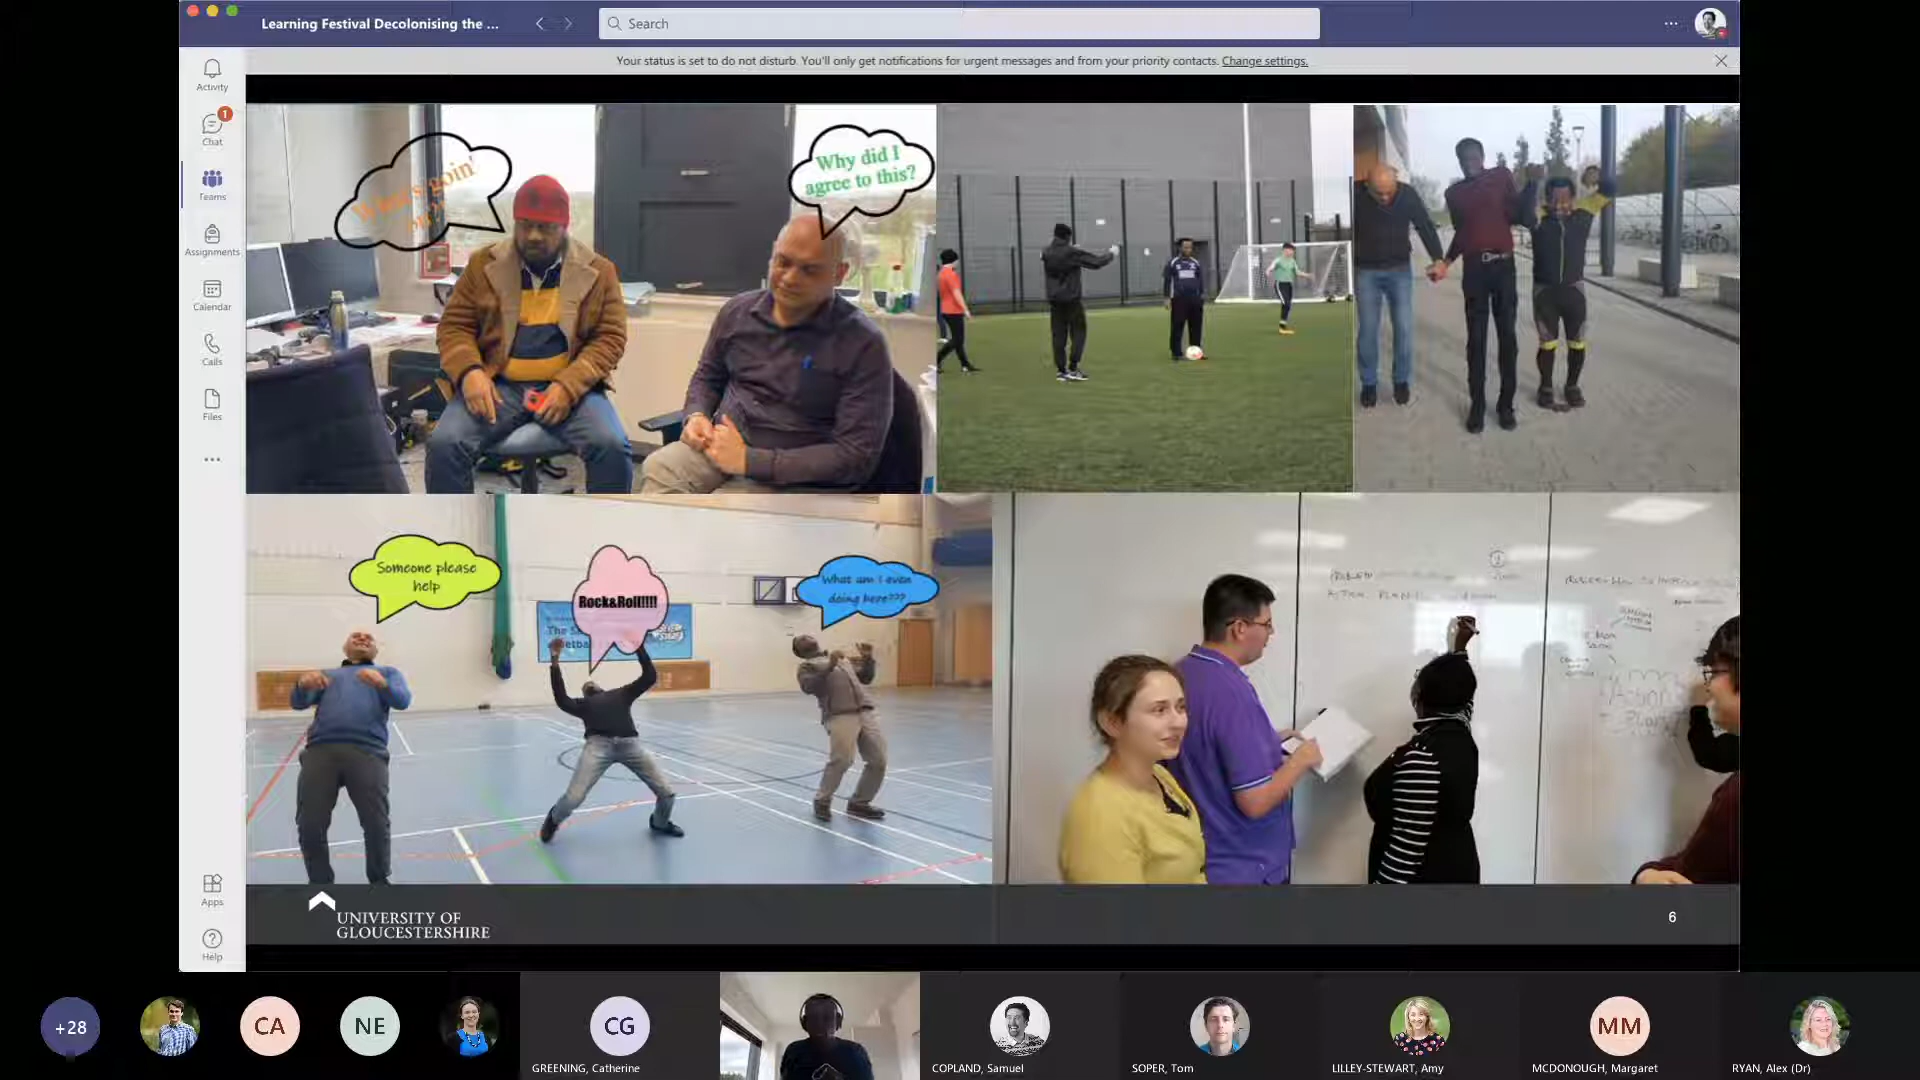 Learning Festival Decolonising the ...
Search
Your status is set to do not disturb. You'll only get notifications for urgent messages and from your priority contacts. Change settings.
Activity
1
Chat
Teams
Assignments
Calendar
Calls
Files
Apps
Help
What's goin'
on?
Why did I
agree to this?
Someone please
help
Rock&Roll!!!!
What am I even
doing here???
UNIVERSITY OF
GLOUCESTERSHIRE
6
+28
CA
NE
CG
GREENING, Catherine
COPLAND, Samuel
SOPER, Tom
LILLEY-STEWART, Amy
MM
MCDONOUGH, Margaret
RYAN, Alex (Dr)